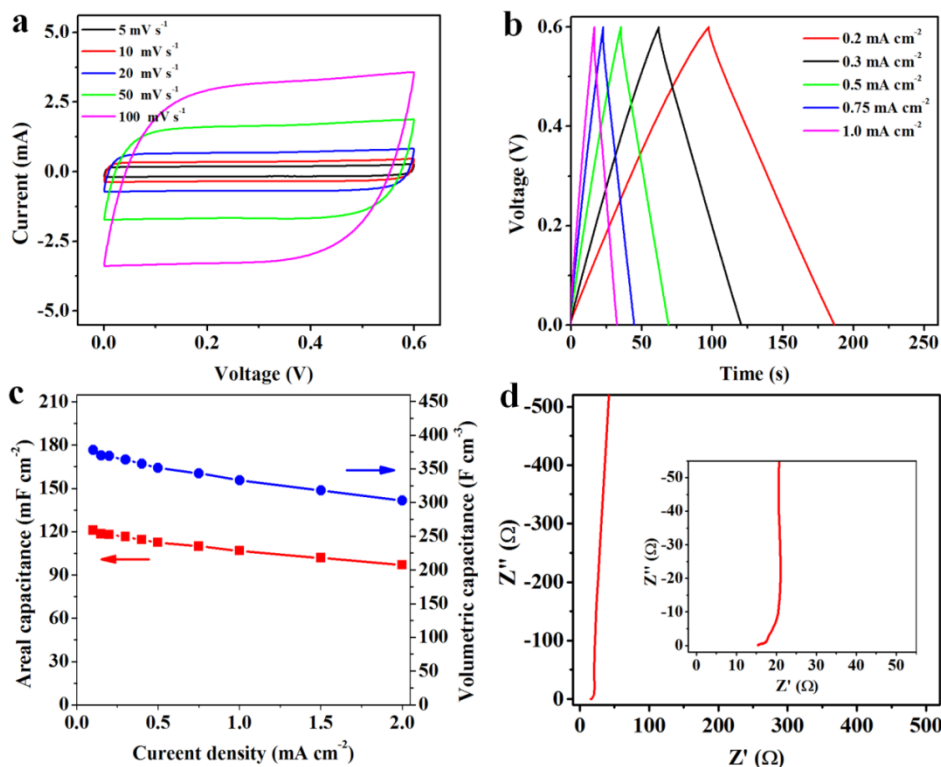 a
5 mV s⁻¹
10 mV s⁻¹
20 mV s⁻¹
50 mV s⁻¹
100 mV s⁻¹
5.0
2.5
0.0
-2.5
-5.0
Current (mA)
0.0 0.2 0.4 0.6
Voltage (V)
b
0.2 mA cm⁻²
0.3 mA cm⁻²
0.5 mA cm⁻²
0.75 mA cm⁻²
1.0 mA cm⁻²
0.6
0.4
0.2
0.0
Voltage (V)
0 50 100 150 200 250
Time (s)
c
210
180
150
120
90
60
30
0
Areal capacitance (mF cm⁻²)
450
400
350
300
250
200
150
100
50
0
Volumetric capacitance (F cm⁻³)
0.0 0.5 1.0 1.5 2.0
Cureent density (mA cm⁻²)
d
-500
-400
-300
-200
-100
0
Z'' (Ω)
0 100 200 300 400 500
Z' (Ω)
-50
-40
-30
-20
-10
0
Z'' (Ω)
0 10 20 30 40 50
Z' (Ω)